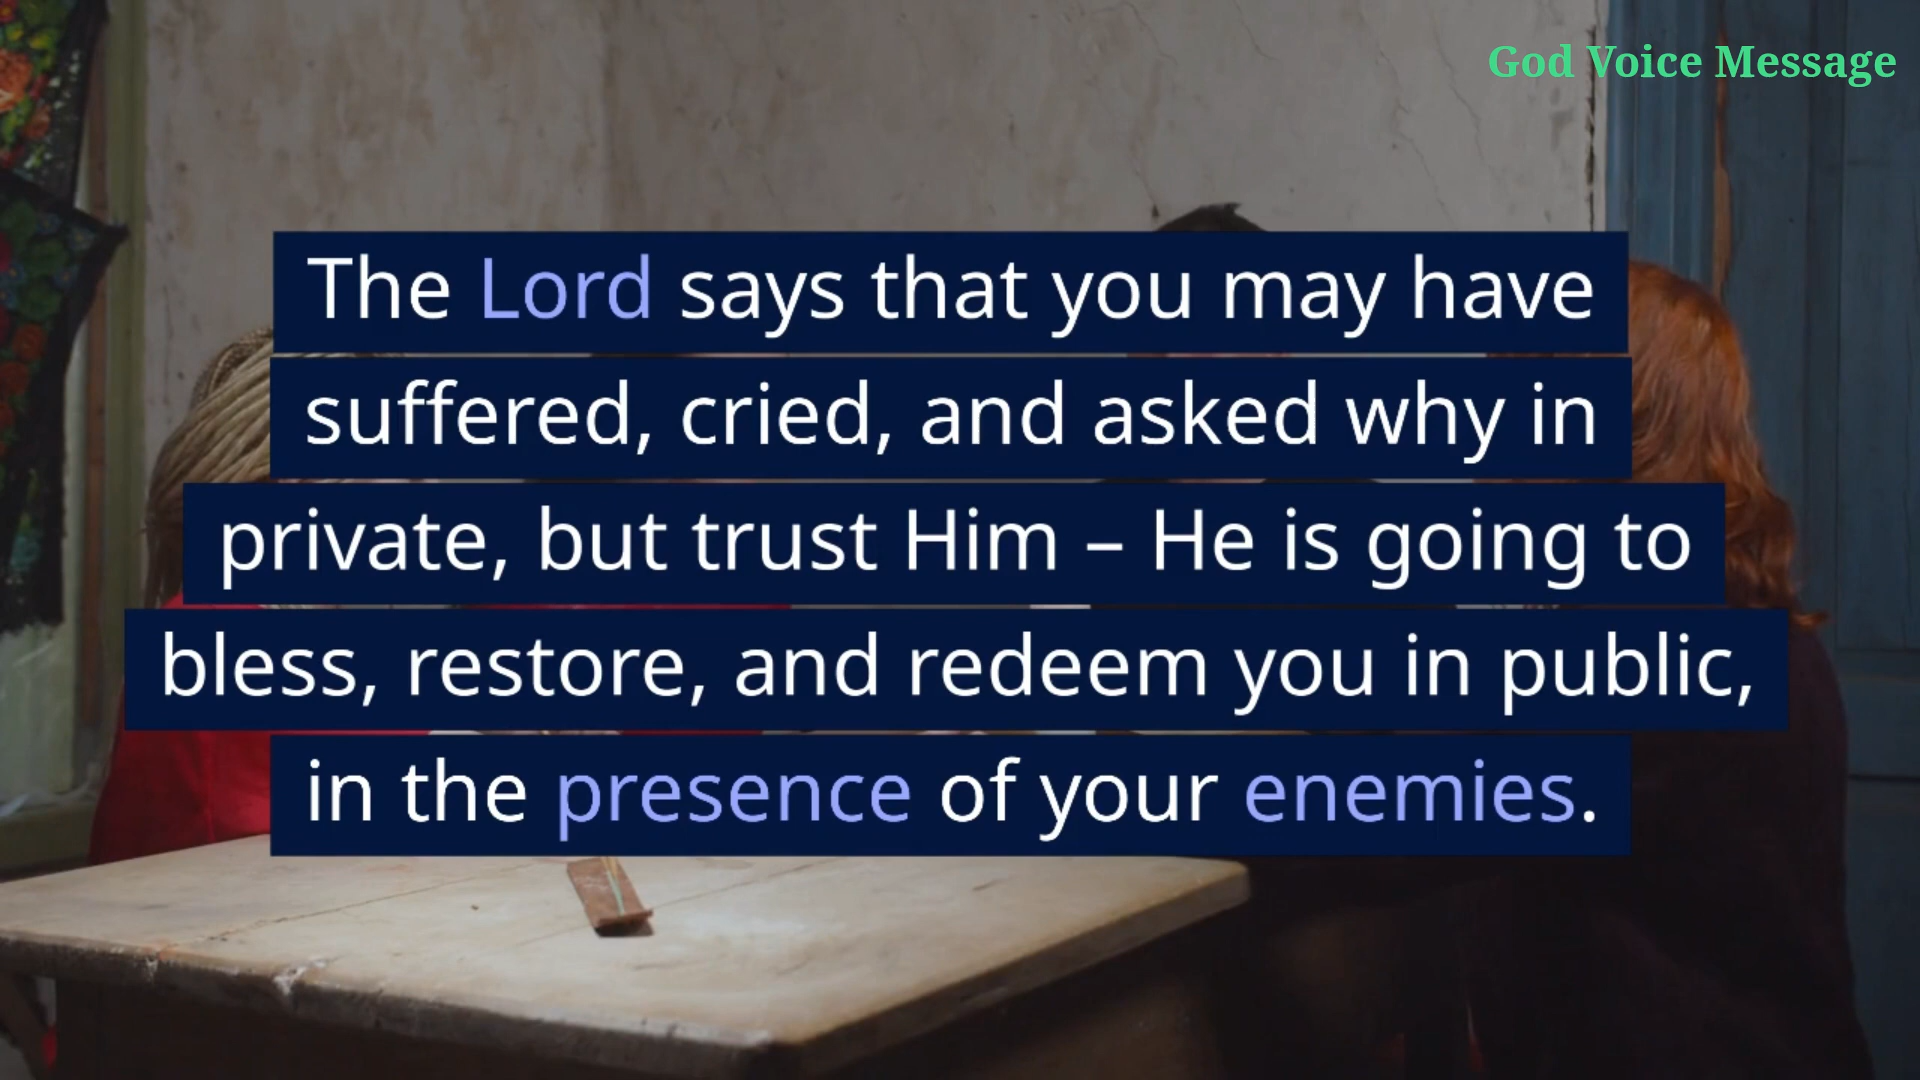 God Voice Message
The Lord says that you may have
suffered, cried, and asked why in
private, but trust Him – He is going to
bless, restore, and redeem you in public,
in the presence of your enemies.